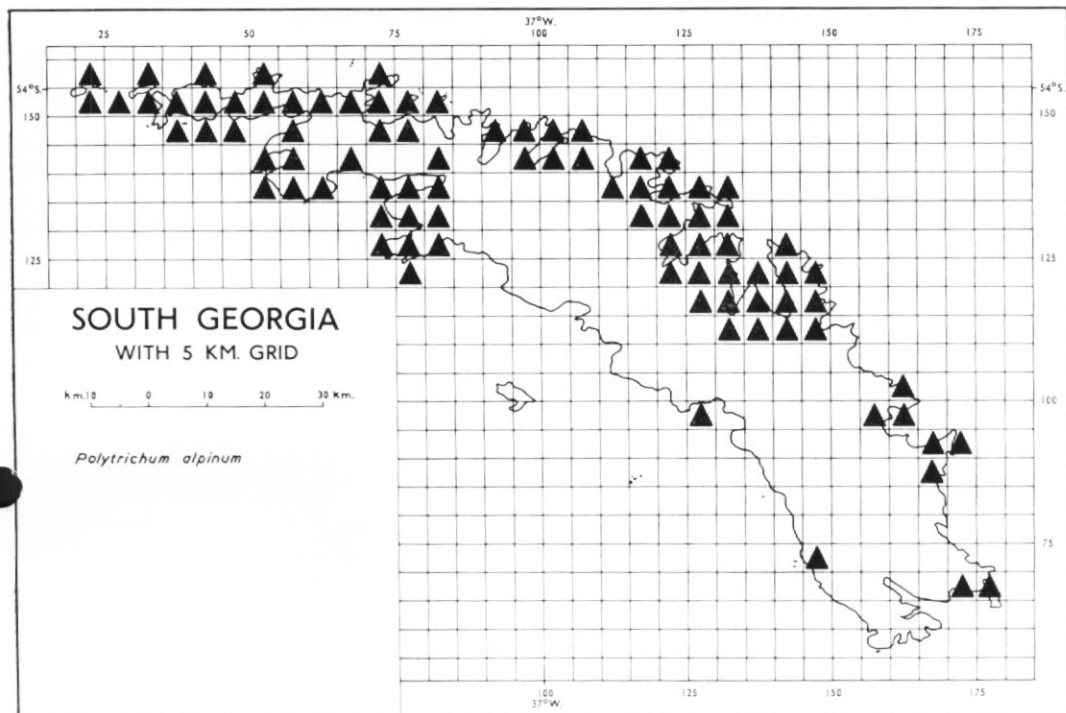 37°W.
25 50 75 100 125 150 175
54°S. 54°S.
150 150
125 125
SOUTH GEORGIA
WITH 5 KM. GRID
km.10 0 10 20 30 km.
100
Polytrichum alpinum
75
100 125 150 175
37°W.